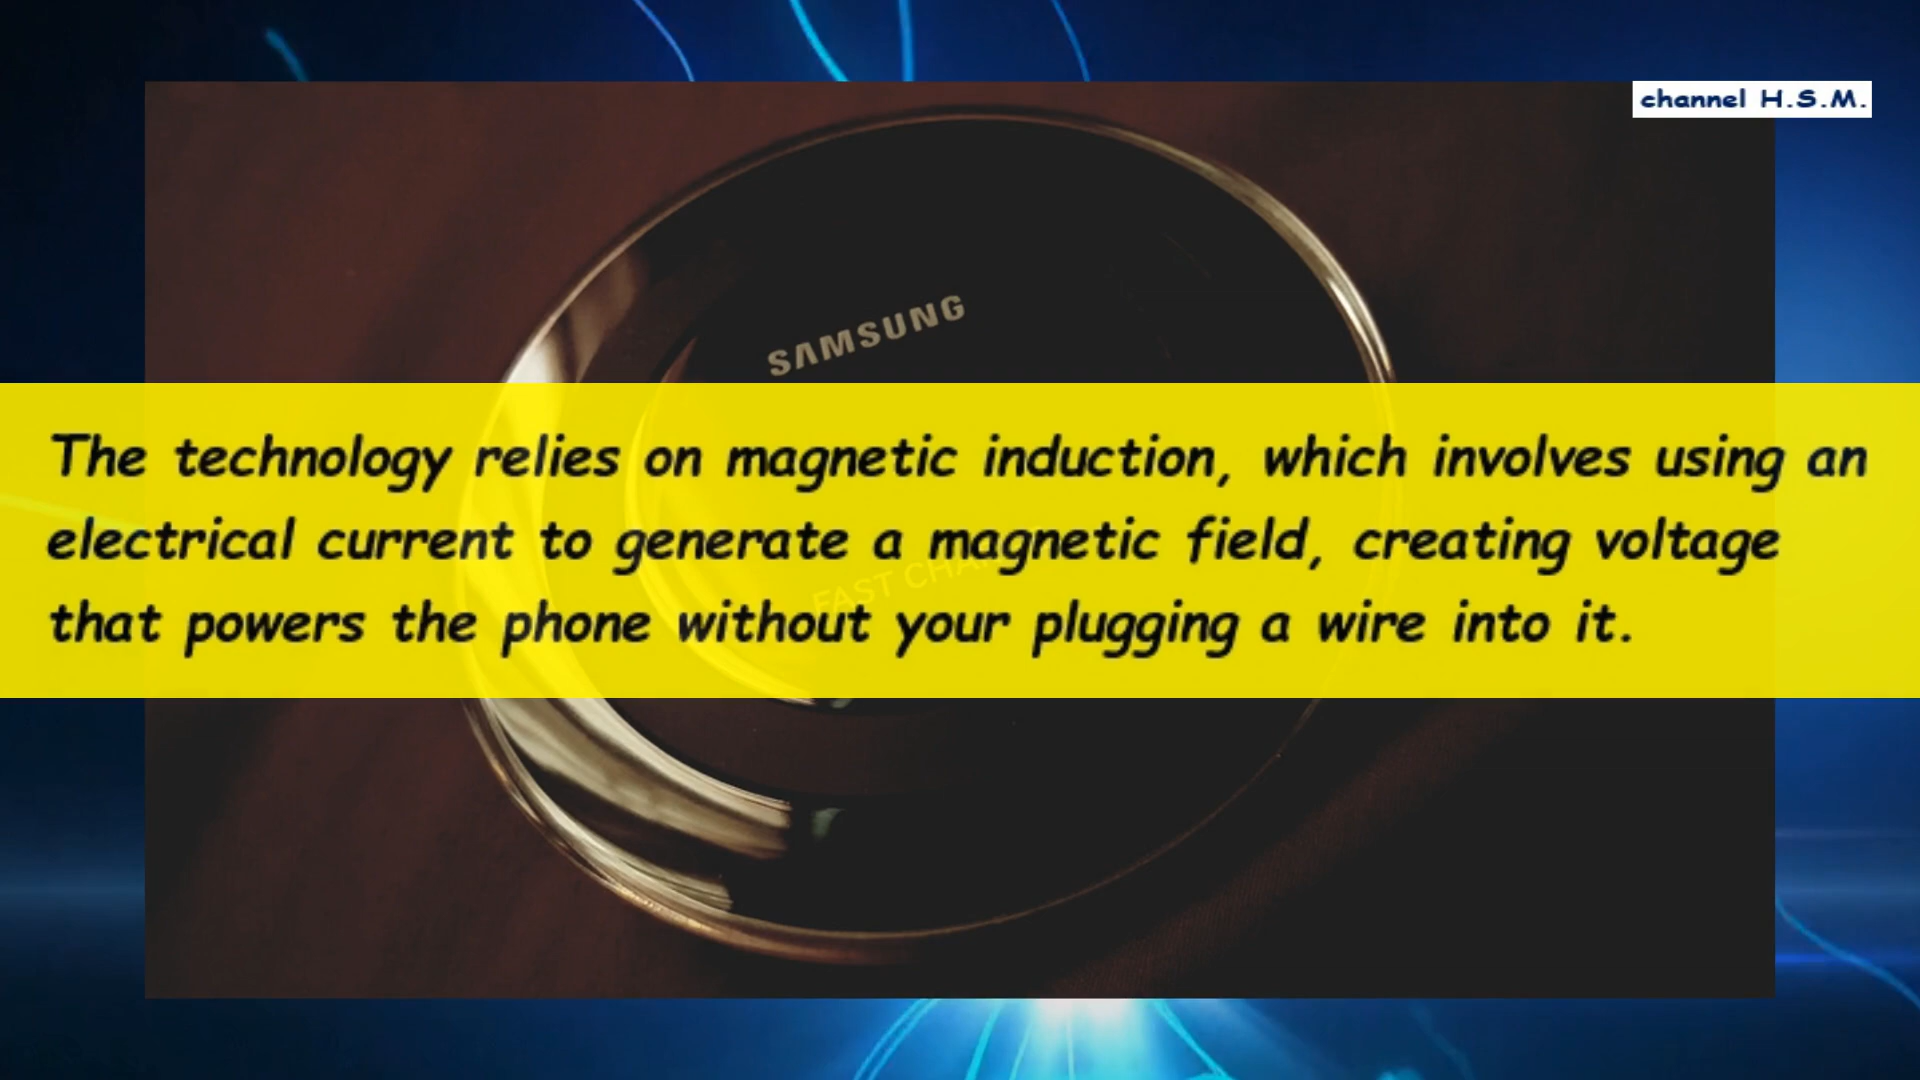 channel H.S.M.
SAMSUNG
The technology relies on magnetic induction, which involves using an
electrical current to generate a magnetic field, creating voltage
that powers the phone without your plugging a wire into it.
FAST